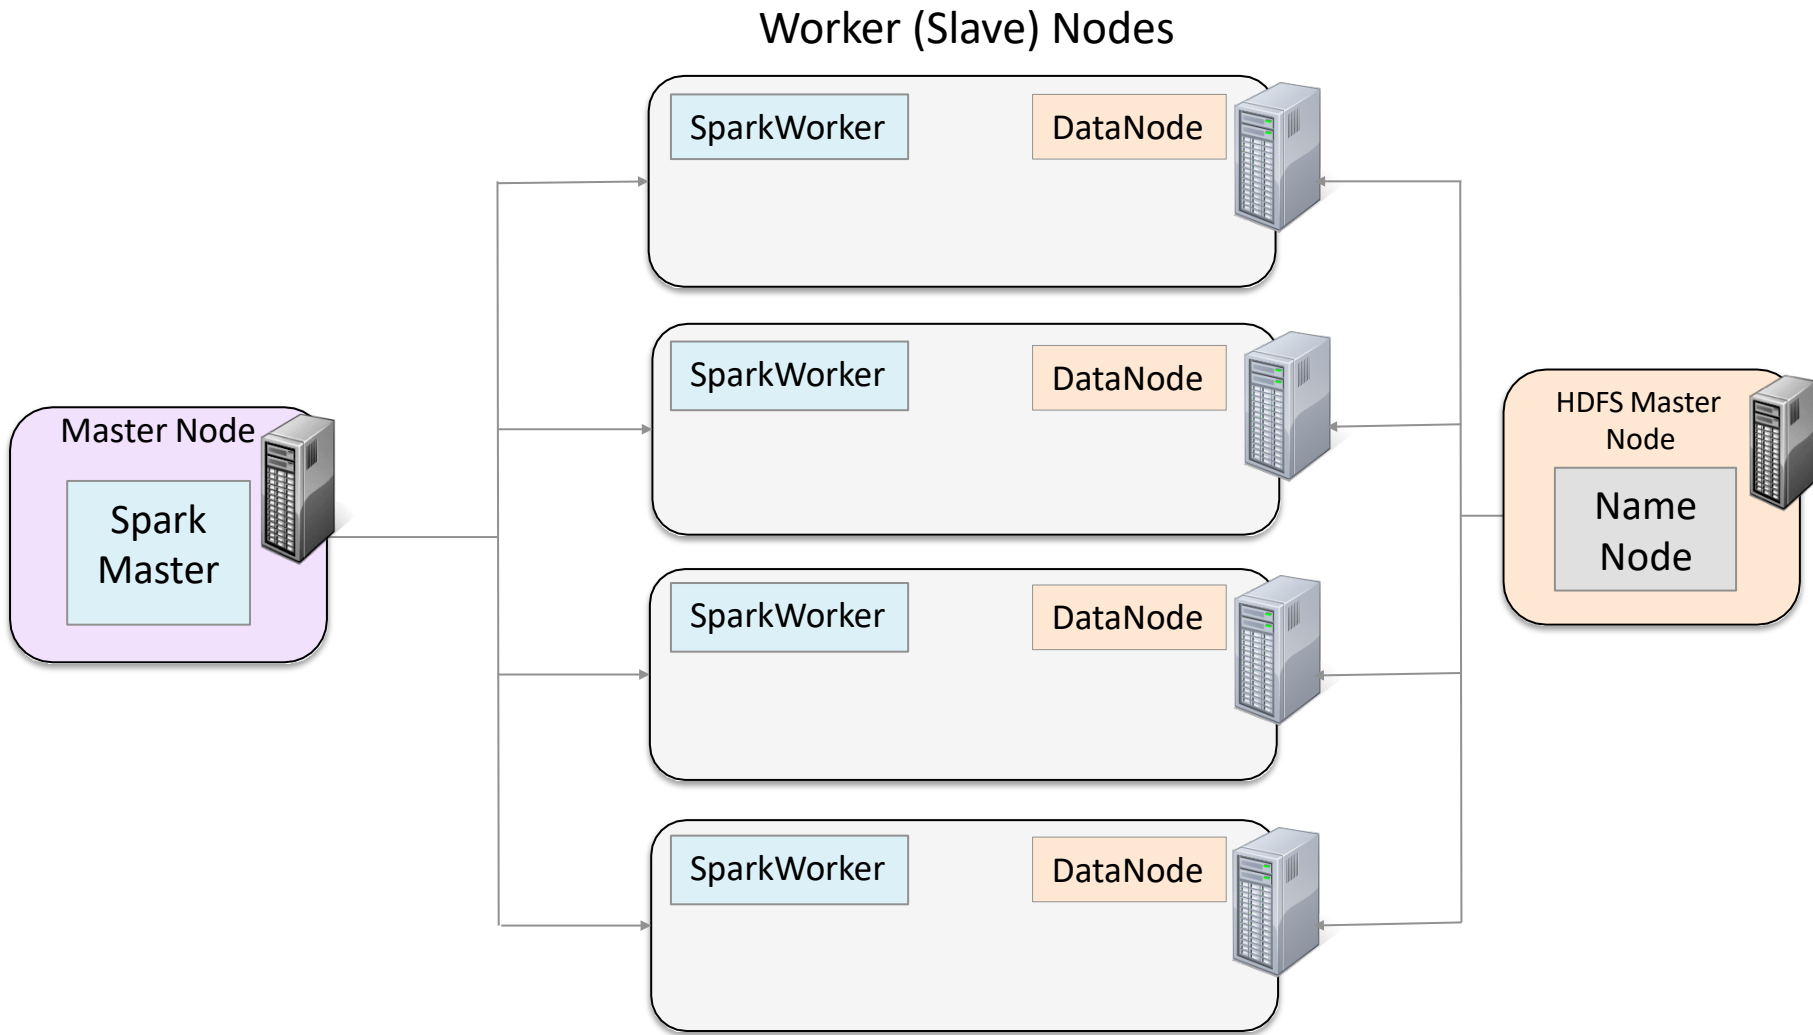 Worker (Slave) Nodes
SparkWorker
DataNode
SparkWorker
DataNode
Master Node
Spark
Master
HDFS Master
Node
Name
Node
SparkWorker
DataNode
SparkWorker
DataNode